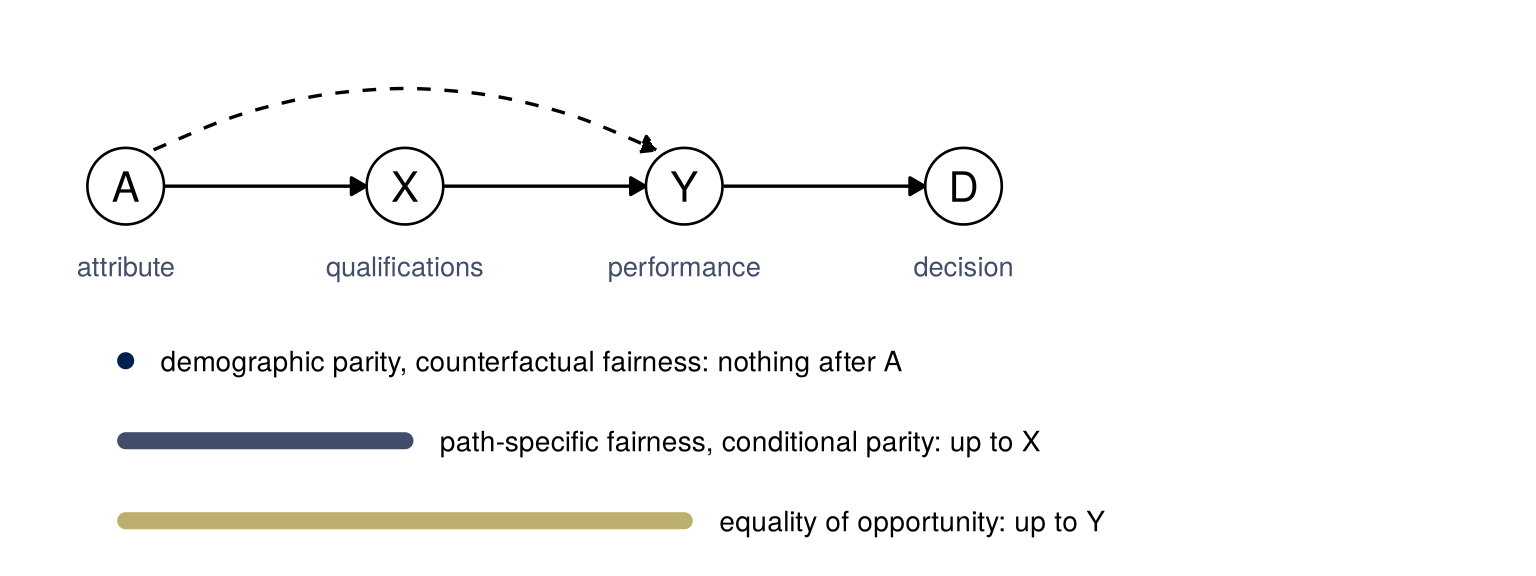 A X Y D
attribute qualifications performance decision
demographic parity, counterfactual fairness: nothing after A
path-specific fairness, conditional parity: up to X
equality of opportunity: up to Y